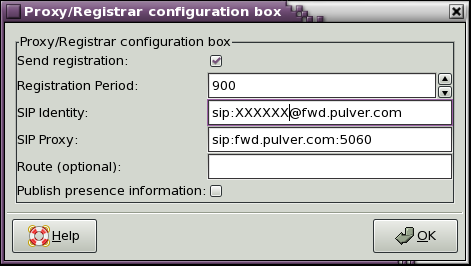 Proxy/Registrar configuration box
Proxy/Registrar configuration box
Send registration:
Registration Period: 900
SIP Identity: sip:XXXXXX@fwd.pulver.com
SIP Proxy: sip:fwd.pulver.com:5060
Route (optional):
Publish presence information:
Help OK